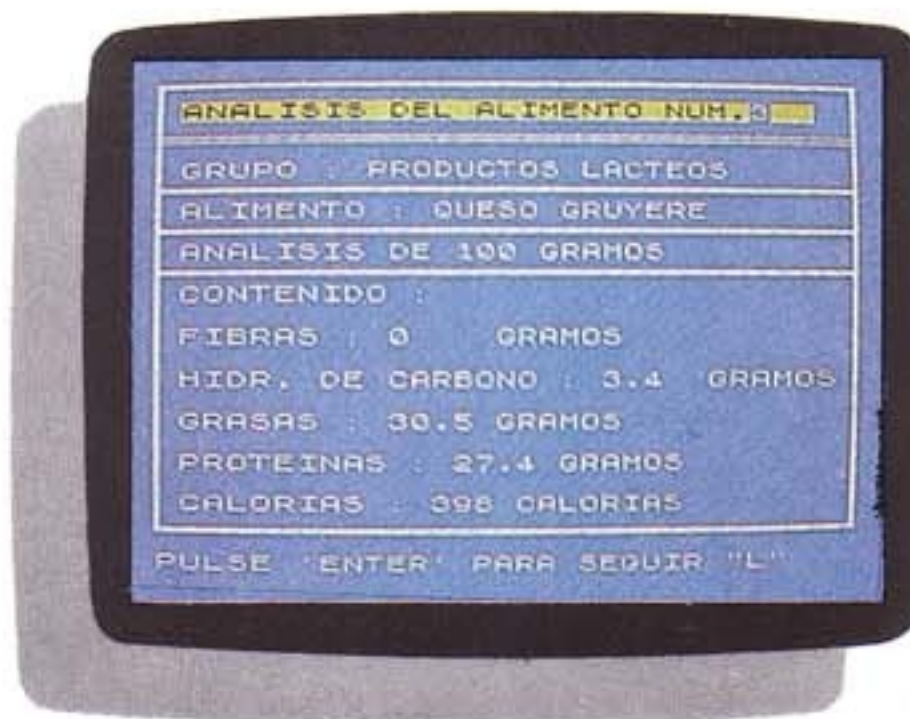 ANALISIS DEL ALIMENTO NUM.
GRUPO : PRODUCTOS LACTEOS
ALIMENTO : QUESO GRUYERE
ANALISIS DE 100 GRAMOS
CONTENIDO :
FIBRAS : 0 GRAMOS
HIDR. DE CARBONO : 3.4 GRAMOS
GRASAS : 30.5 GRAMOS
PROTEINAS : 27.4 GRAMOS
CALORIAS : 398 CALORIAS
PULSE 'ENTER' PARA SEGUIR "L"